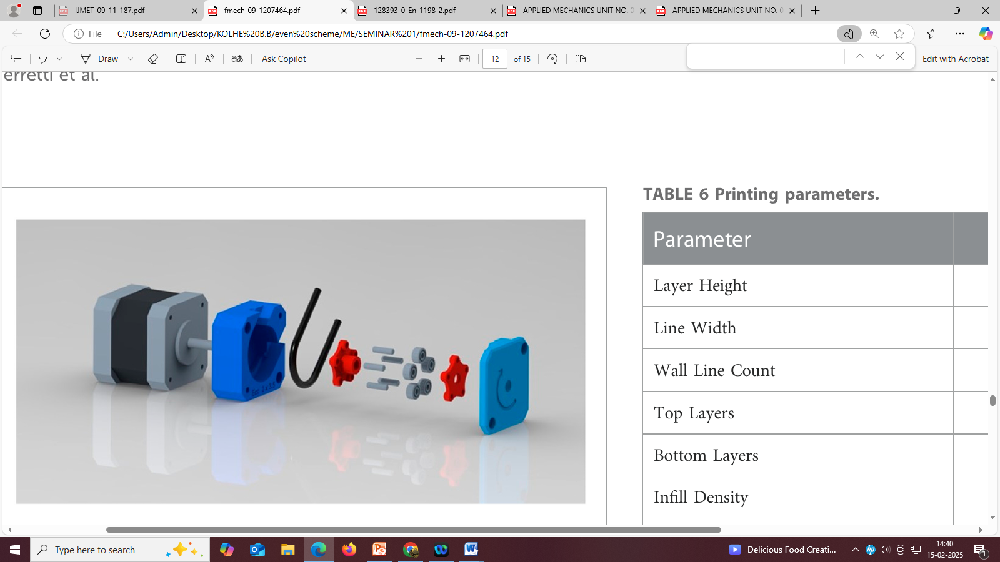 IJMET_09_11_187.pdf
fmech-09-1207464.pdf
128393_0_En_1198-2.pdf
APPLIED MECHANICS UNIT NO. 0
APPLIED MECHANICS UNIT NO. 0
File
C:/Users/Admin/Desktop/KOLHE%20B.B/even%20scheme/ME/SEMINAR%201/fmech-09-1207464.pdf
Draw
Ask Copilot
12 of 15
Edit with Acrobat
erretti et al.
TABLE 6 Printing parameters.
Parameter
Layer Height
Line Width
Wall Line Count
Top Layers
Bottom Layers
Infill Density
Type here to search
Delicious Food Creati...
14:40
15-02-2025
1